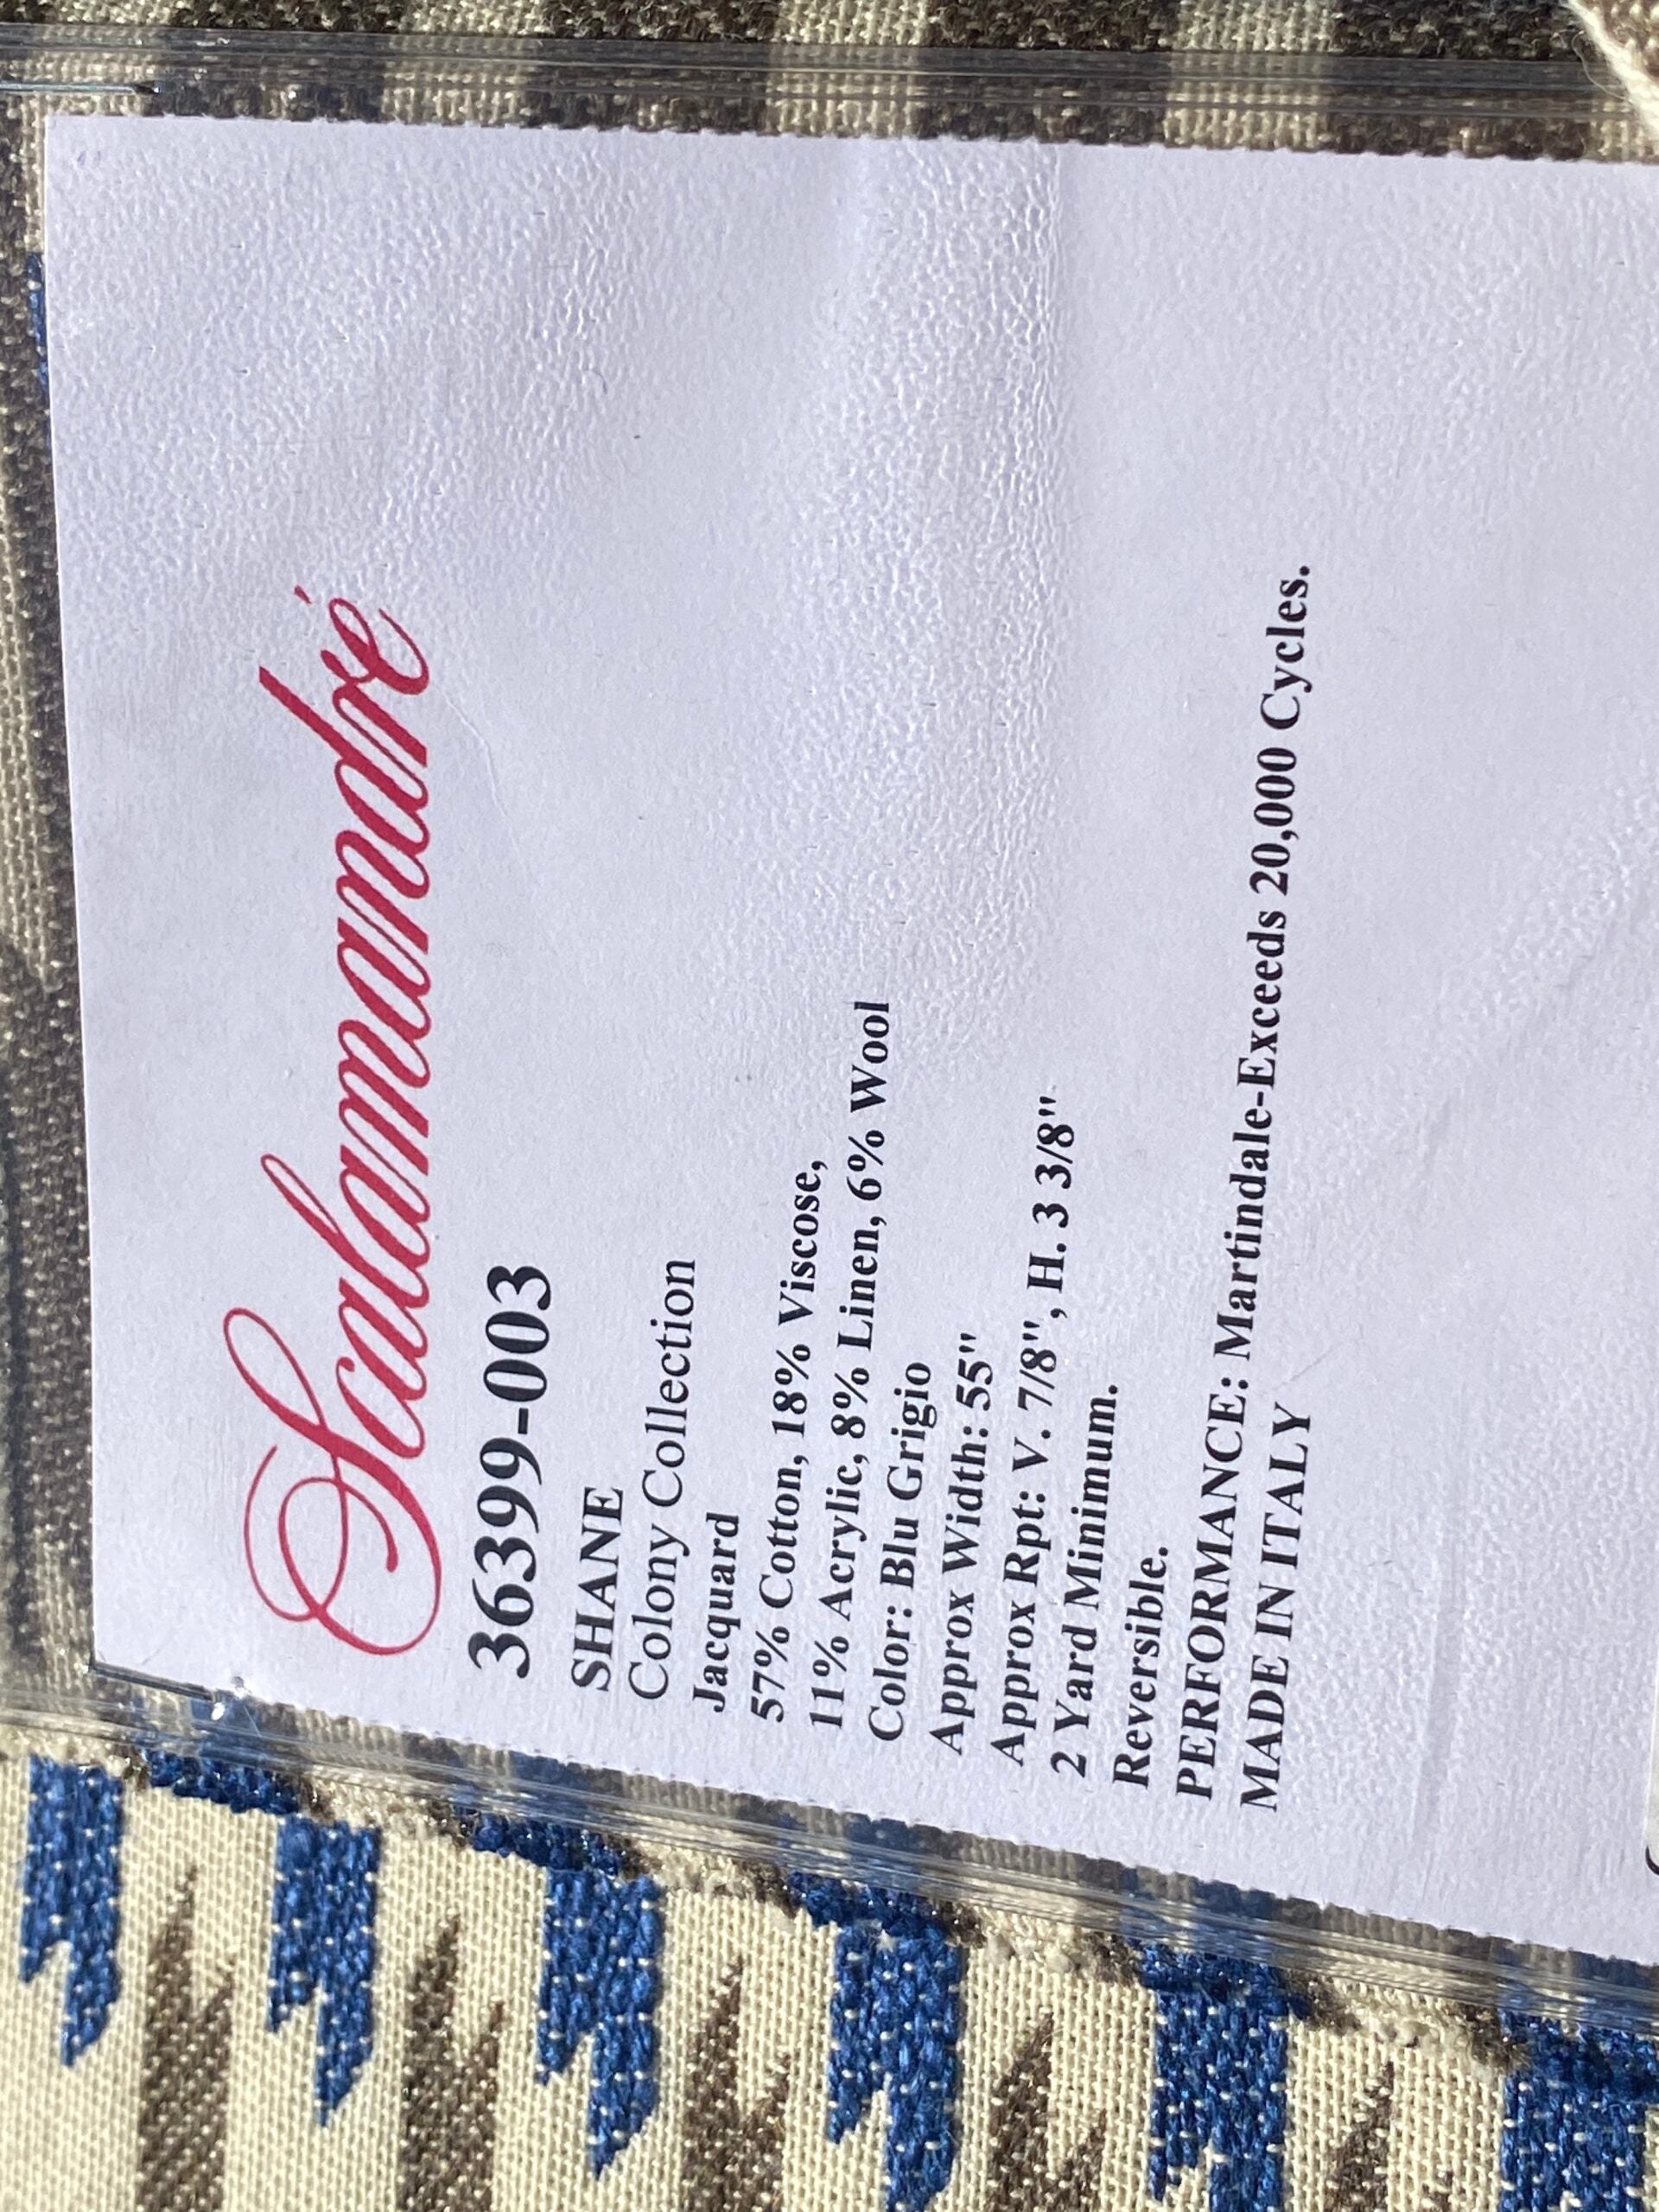 Scalamandré
36399-003
SHANE
Colony Collection
Jacquard
57% Cotton, 18% Viscose,
11% Acrylic, 8% Linen, 6% Wool
Color: Blu Grigio
Approx Width: 55"
Approx Rpt: V. 7/8", H. 3 3/8"
2 Yard Minimum.
Reversible.
PERFORMANCE: Martindale-Exceeds 20,000 Cycles.
MADE IN ITALY